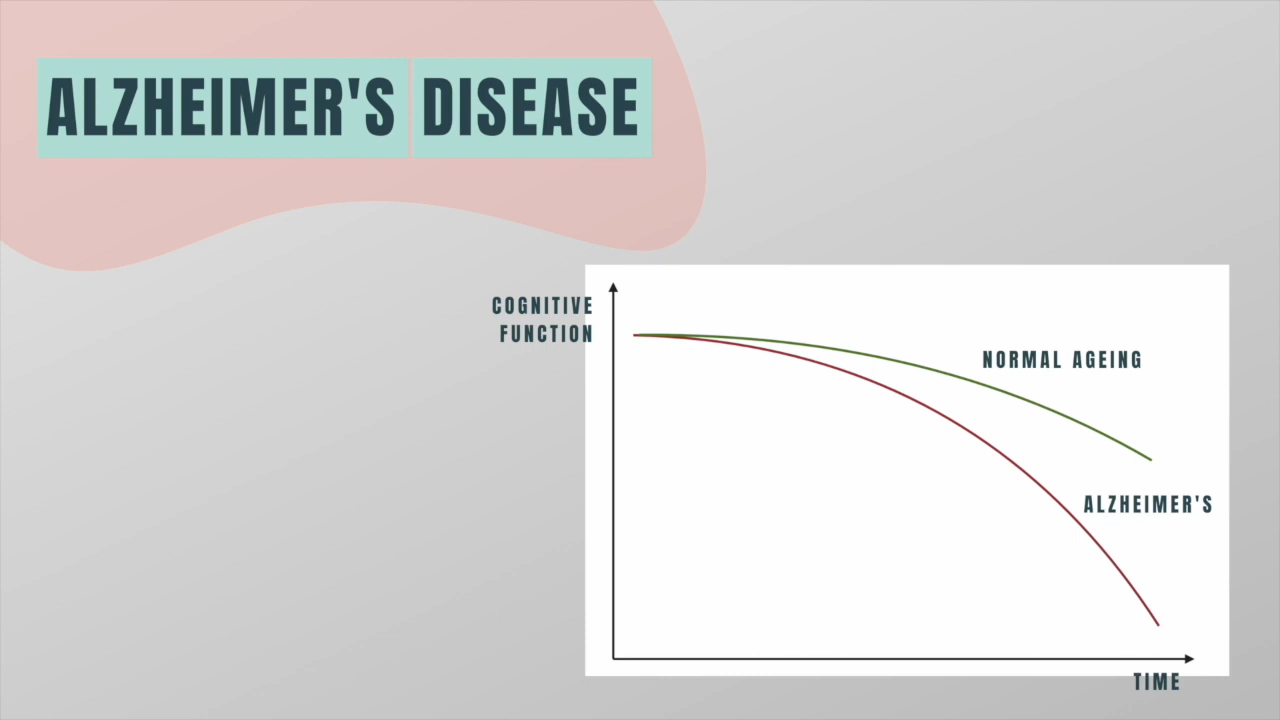 ALZHEIMER'S DISEASE
COGNITIVE
FUNCTION
NORMAL AGEING
ALZHEIMER'S
TIME